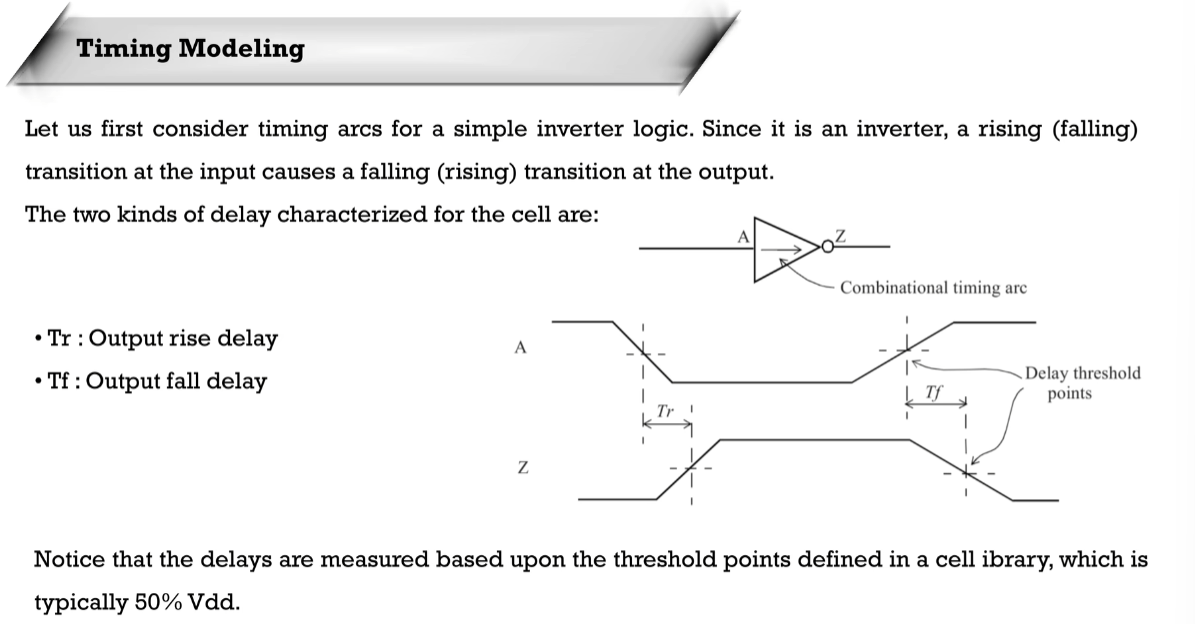 Timing Modeling
Let us first consider timing arcs for a simple inverter logic. Since it is an inverter, a rising (falling)
transition at the input causes a falling (rising) transition at the output.
The two kinds of delay characterized for the cell are:
A
Z
Combinational timing arc
• Tr : Output rise delay
• Tf : Output fall delay
A
Delay threshold
points
Tf
Tr
Z
Notice that the delays are measured based upon the threshold points defined in a cell ibrary, which is
typically 50% Vdd.